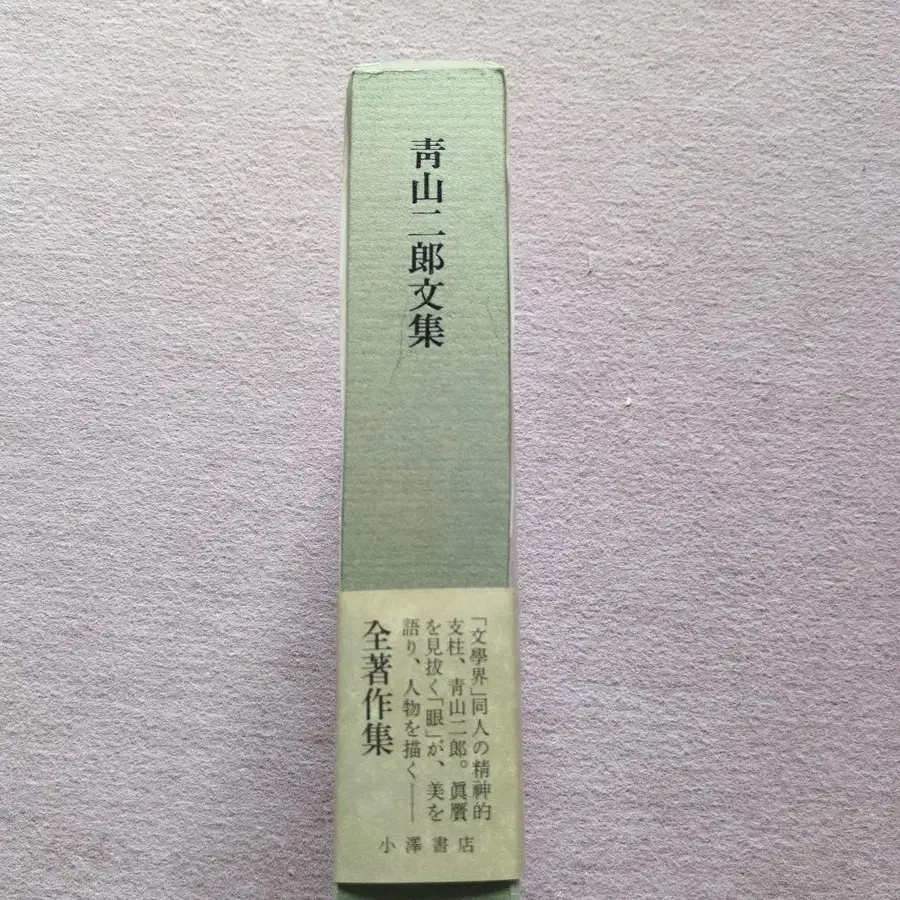 靑山二郎文集
「文學界」同人の精神的
支柱、靑山二郎。眞贋
を見抜く「眼」が、美を
語り、人物を描く――
全著作集
小澤書店